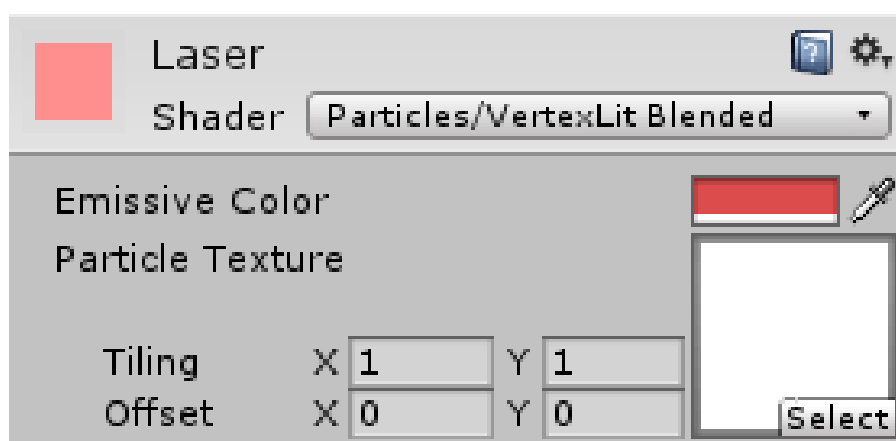 Laser
Shader Particles/VertexLit Blended
Emissive Color
Particle Texture
Tiling X 1 Y 1
Offset X 0 Y 0
Select